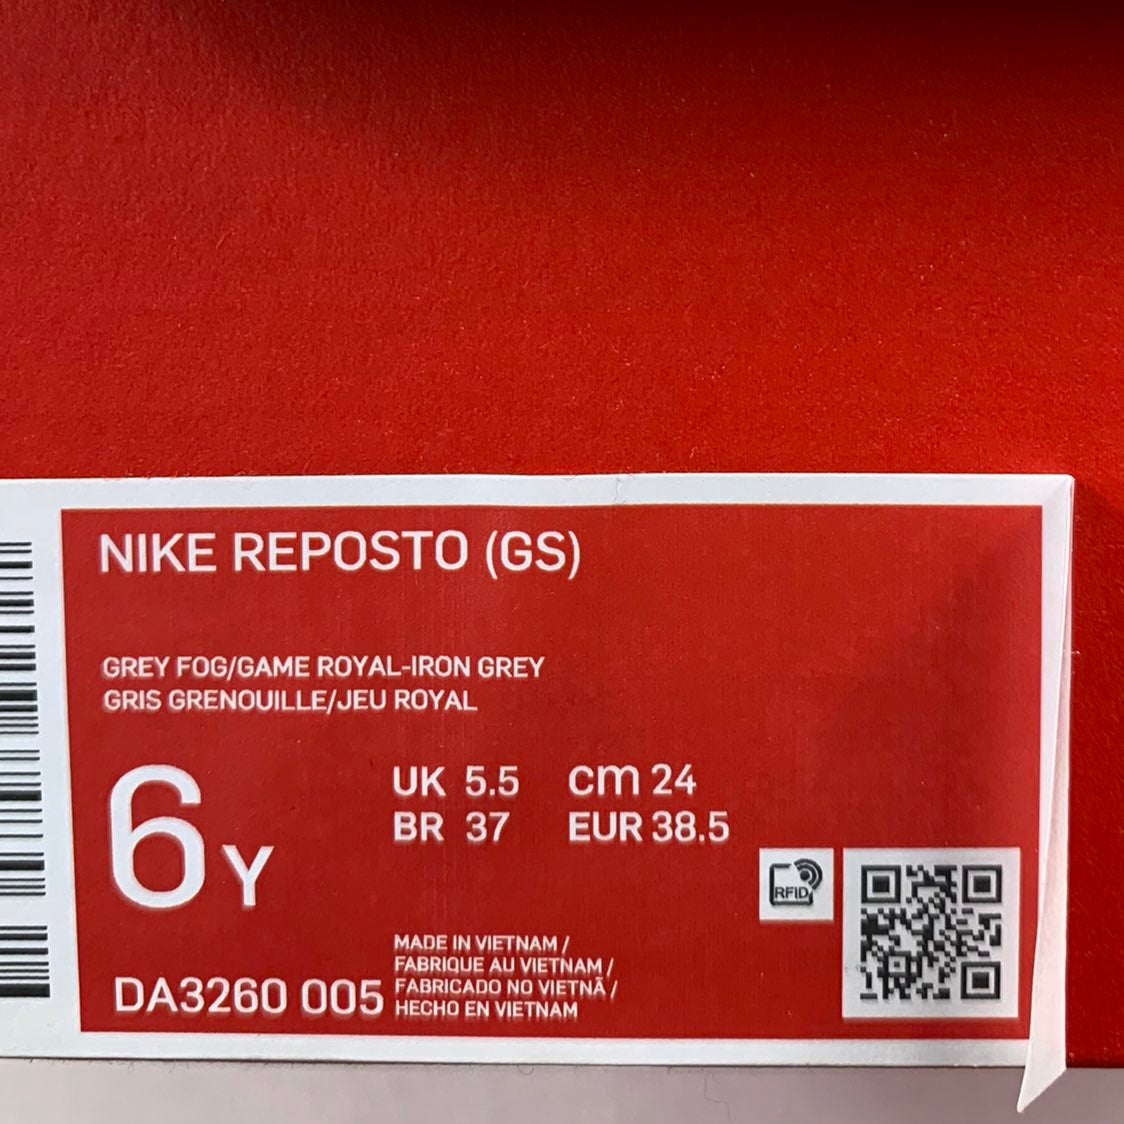 NIKE REPOSTO (GS)
GREY FOG/GAME ROYAL-IRON GREY
GRIS GRENOUILLE/JEU ROYAL
6Y
UK 5.5 cm 24
BR 37 EUR 38.5
RFID
MADE IN VIETNAM /
FABRIQUE AU VIETNAM /
FABRICADO NO VIETNÃ /
HECHO EN VIETNAM
DA3260 005